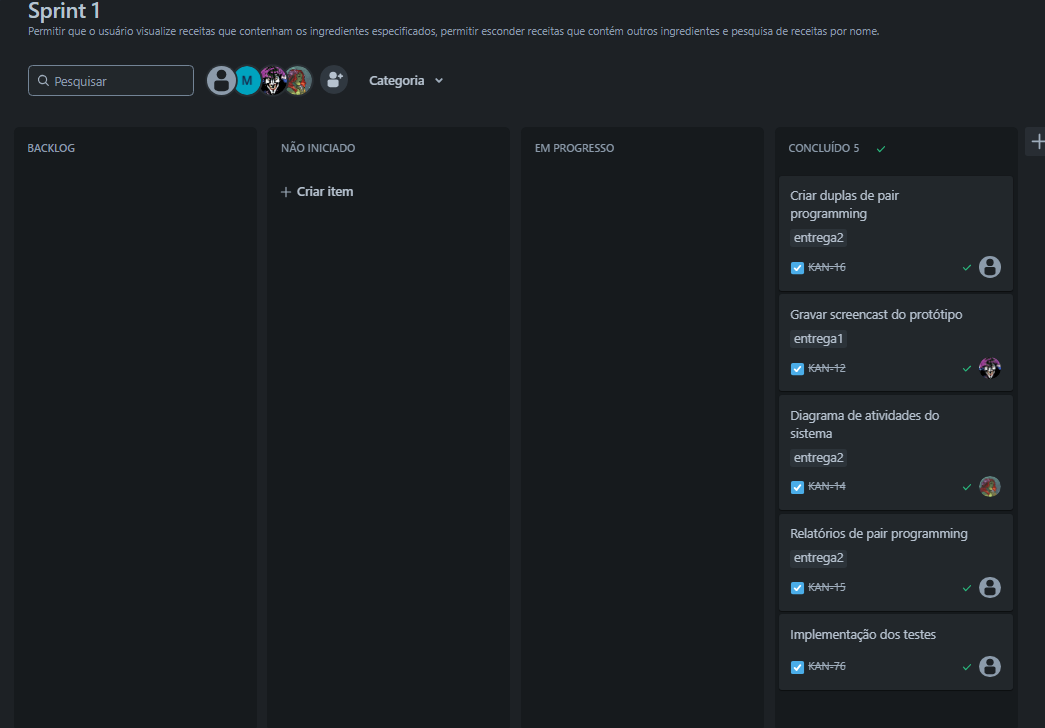 Sprint 1
Permitir que o usuário visualize receitas que contenham os ingredientes especificados, permitir esconder receitas que contém outros ingredientes e pesquisa de receitas por nome.
Pesquisar
M
Categoria
BACKLOG
NÃO INICIADO
Criar item
EM PROGRESSO
CONCLUÍDO 5
Criar duplas de pair
programming
entrega2
KAN-16
Gravar screencast do protótipo
entrega1
KAN-12
Diagrama de atividades do
sistema
entrega2
KAN-14
Relatórios de pair programming
entrega2
KAN-15
Implementação dos testes
KAN-76